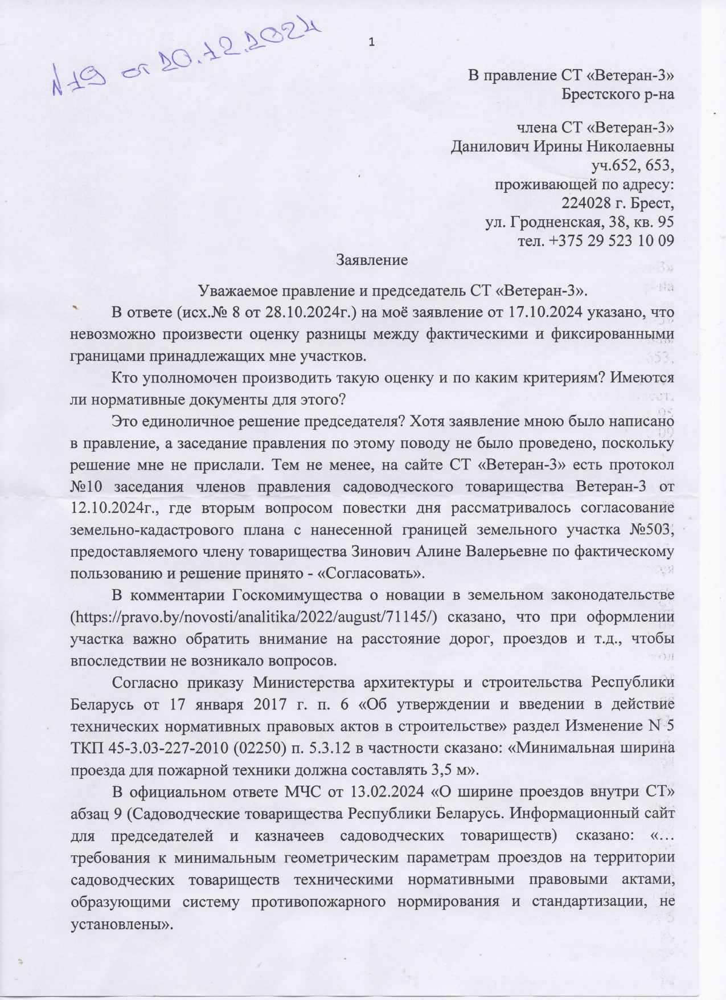 №19 от 20.12.2024
1
В правление СТ «Ветеран-3»
Брестского р-на
члена СТ «Ветеран-3»
Данилович Ирины Николаевны
уч.652, 653,
проживающей по адресу:
224028 г. Брест,
ул. Гродненская, 38, кв. 95
тел. +375 29 523 10 09
Заявление
Уважаемое правление и председатель СТ «Ветеран-3».
В ответе (исх.№ 8 от 28.10.2024г.) на моё заявление от 17.10.2024 указано, что
невозможно произвести оценку разницы между фактическими и фиксированными
границами принадлежащих мне участков.
Кто уполномочен производить такую оценку и по каким критериям? Имеются
ли нормативные документы для этого?
Это единоличное решение председателя? Хотя заявление мною было написано
в правление, а заседание правления по этому поводу не было проведено, поскольку
решение мне не прислали. Тем не менее, на сайте СТ «Ветеран-3» есть протокол
№10 заседания членов правления садоводческого товарищества Ветеран-3 от
12.10.2024г., где вторым вопросом повестки дня рассматривалось согласование
земельно-кадастрового плана с нанесенной границей земельного участка №503,
предоставляемого члену товарищества Зинович Алине Валерьевне по фактическому
пользованию и решение принято - «Согласовать».
В комментарии Госкомимущества о новации в земельном законодательстве
(https://pravo.by/novosti/analitika/2022/august/71145/) сказано, что при оформлении
участка важно обратить внимание на расстояние дорог, проездов и т.д., чтобы
впоследствии не возникало вопросов.
Согласно приказу Министерства архитектуры и строительства Республики
Беларусь от 17 января 2017 г. п. 6 «Об утверждении и введении в действие
технических нормативных правовых актов в строительстве» раздел Изменение N 5
ТКП 45-3.03-227-2010 (02250) п. 5.3.12 в частности сказано: «Минимальная ширина
проезда для пожарной техники должна составлять 3,5 м».
В официальном ответе МЧС от 13.02.2024 «О ширине проездов внутри СТ»
абзац 9 (Садоводческие товарищества Республики Беларусь. Информационный сайт
для председателей и казначеев садоводческих товариществ) сказано: «…
требования к минимальным геометрическим параметрам проездов на территории
садоводческих товариществ техническими нормативными правовыми актами,
образующими систему противопожарного нормирования и стандартизации, не
установлены».